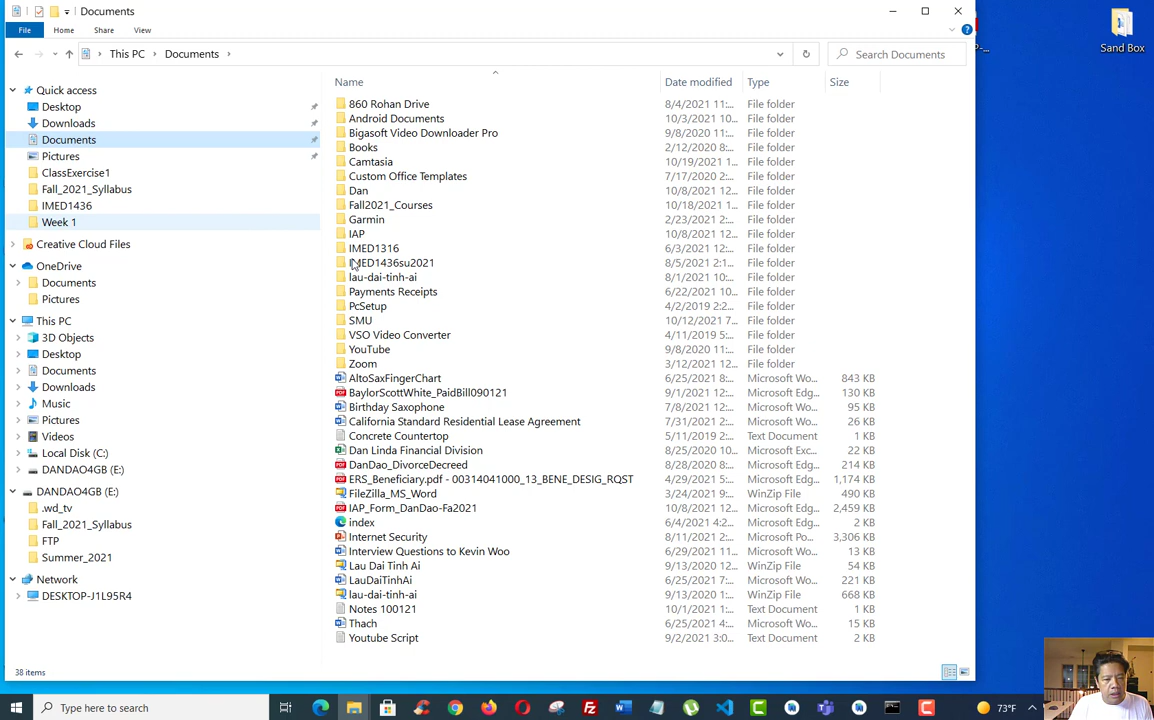 Documents
File Home Share View
This PC Documents Search Documents
Name Date modified Type Size
Quick access
Desktop
Downloads
Documents
Pictures
ClassExercise1
Fall_2021_Syllabus
IMED1436
Week 1
Creative Cloud Files
OneDrive
Documents
Pictures
This PC
3D Objects
Desktop
Documents
Downloads
Music
Pictures
Videos
Local Disk (C:)
DANDAO4GB (E:)
DANDAO4GB (E:)
.wd_tv
Fall_2021_Syllabus
FTP
Summer_2021
Network
DESKTOP-J1L95R4
860 Rohan Drive 8/4/2021 11:... File folder
Android Documents 10/3/2021 10... File folder
Bigasoft Video Downloader Pro 9/8/2020 11:... File folder
Books 2/12/2020 8:... File folder
Camtasia 10/19/2021 1... File folder
Custom Office Templates 7/17/2020 2:... File folder
Dan 10/8/2021 12... File folder
Fall2021_Courses 10/18/2021 1... File folder
Garmin 2/23/2021 2:... File folder
IAP 10/8/2021 12... File folder
IMED1316 6/3/2021 12:... File folder
IMED1436su2021 8/5/2021 2:1... File folder
lau-dai-tinh-ai 8/1/2021 10:... File folder
Payments Receipts 6/22/2021 10... File folder
PcSetup 4/2/2019 2:2... File folder
SMU 10/12/2021 7... File folder
VSO Video Converter 4/11/2019 5:... File folder
YouTube 9/8/2020 11:... File folder
Zoom 3/12/2021 12... File folder
AltoSaxFingerChart 6/25/2021 8:... Microsoft Wo... 843 KB
BaylorScottWhite_PaidBill090121 9/1/2021 12:... Microsoft Edg... 130 KB
Birthday Saxophone 7/8/2021 12:... Microsoft Wo... 95 KB
California Standard Residential Lease Agreement 7/31/2021 2:... Microsoft Wo... 26 KB
Concrete Countertop 5/11/2019 2:... Text Document 1 KB
Dan Linda Financial Division 8/25/2020 10... Microsoft Exc... 22 KB
DanDao_DivorceDecreed 8/28/2020 8:... Microsoft Edg... 214 KB
ERS_Beneficiary.pdf - 00314041000_13_BENE_DESIG_RQST 4/29/2021 5:... Microsoft Edg... 1,174 KB
FileZilla_MS_Word 3/24/2021 9:... WinZip File 490 KB
IAP_Form_DanDao-Fa2021 10/8/2021 12... Microsoft Edg... 2,459 KB
index 6/4/2021 4:2... Microsoft Edg... 2 KB
Internet Security 8/11/2021 2:... Microsoft Po... 3,306 KB
Interview Questions to Kevin Woo 6/29/2021 11... Microsoft Wo... 13 KB
Lau Dai Tinh Ai 9/13/2020 12... WinZip File 54 KB
LauDaiTinhAi 6/25/2021 7:... Microsoft Wo... 221 KB
lau-dai-tinh-ai 9/13/2020 1:... WinZip File 668 KB
Notes 100121 10/1/2021 1:... Text Document 1 KB
Thach 6/25/2021 4:... Microsoft Wo... 15 KB
Youtube Script 9/2/2021 3:0... Text Document 2 KB
38 items
Sand Box
Type here to search
73°F